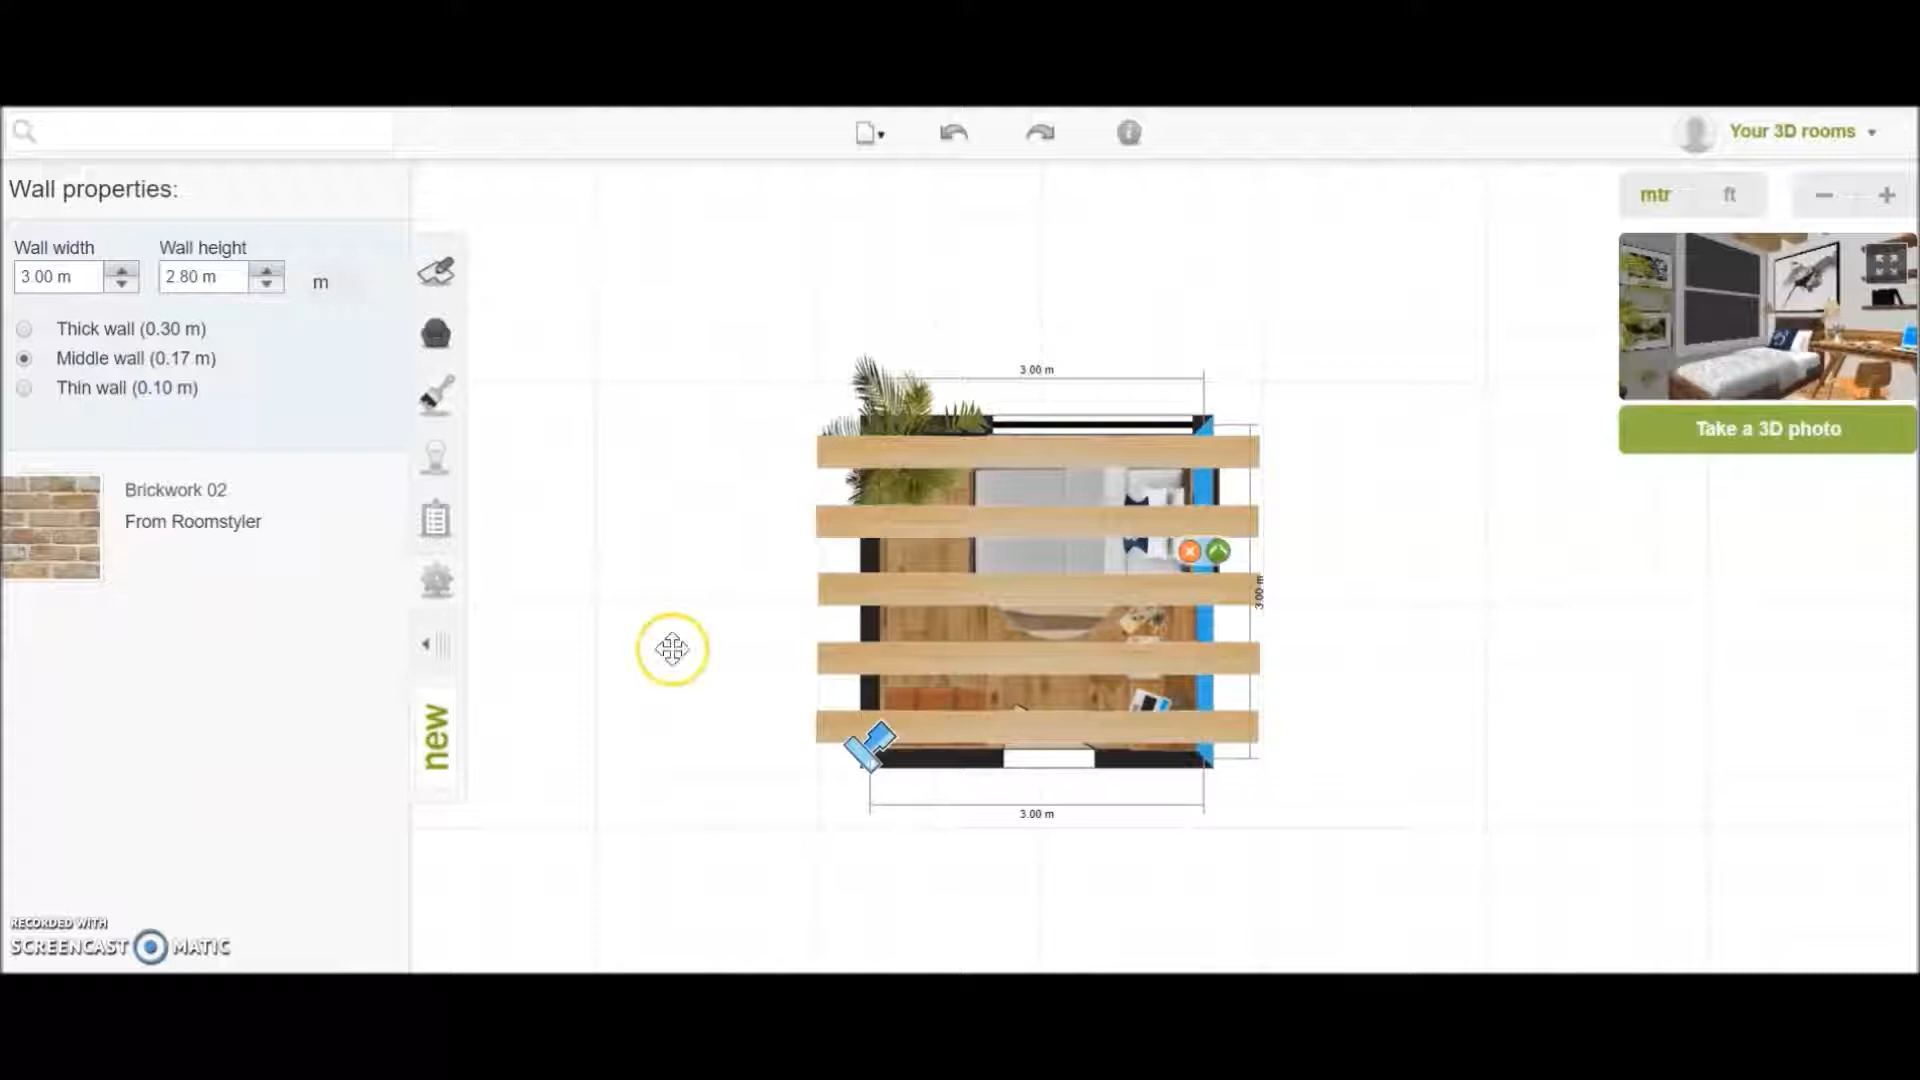 Your 3D rooms
Wall properties:
mtr ft
Wall width Wall height
3.00 m 2.80 m m
Thick wall (0.30 m)
Middle wall (0.17 m)
Thin wall (0.10 m)
3.00 m
Take a 3D photo
Brickwork 02
From Roomstyler
3.00 m
new
3.00 m
RECORDED WITH
SCREENCAST MATIC